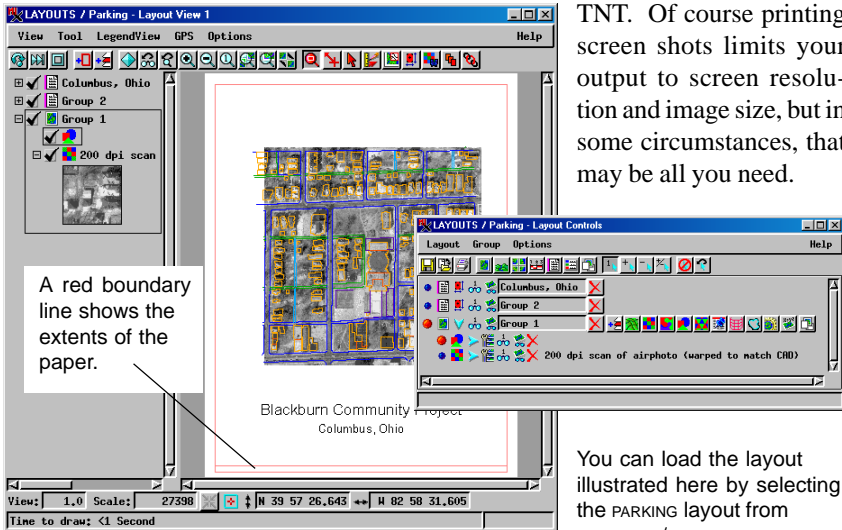 LAYOUTS / Parking - Layout View 1
View Tool LegendView GPS Options Help
Columbus, Ohio
Group 2
Group 1
200 dpi scan
A red boundary
line shows the
extents of the
paper.
Blackburn Community Project
Columbus, Ohio
View: 1.0 Scale: 27398 N 39 57 26.643 W 82 58 31.605
Time to draw: <1 Second
TNT. Of course printing
screen shots limits your
output to screen resolu-
tion and image size, but in
some circumstances, that
may be all you need.
LAYOUTS / Parking - Layout Controls
Layout Group Options Help
Columbus, Ohio
Group 2
Group 1
200 dpi scan of airphoto (warped to match CAD)
You can load the layout
illustrated here by selecting
the PARKING layout from